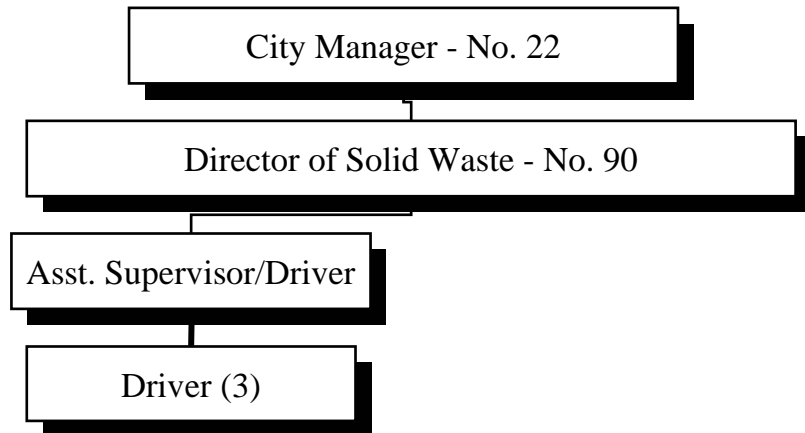 City Manager - No. 22
Director of Solid Waste - No. 90
Asst. Supervisor/Driver
Driver (3)